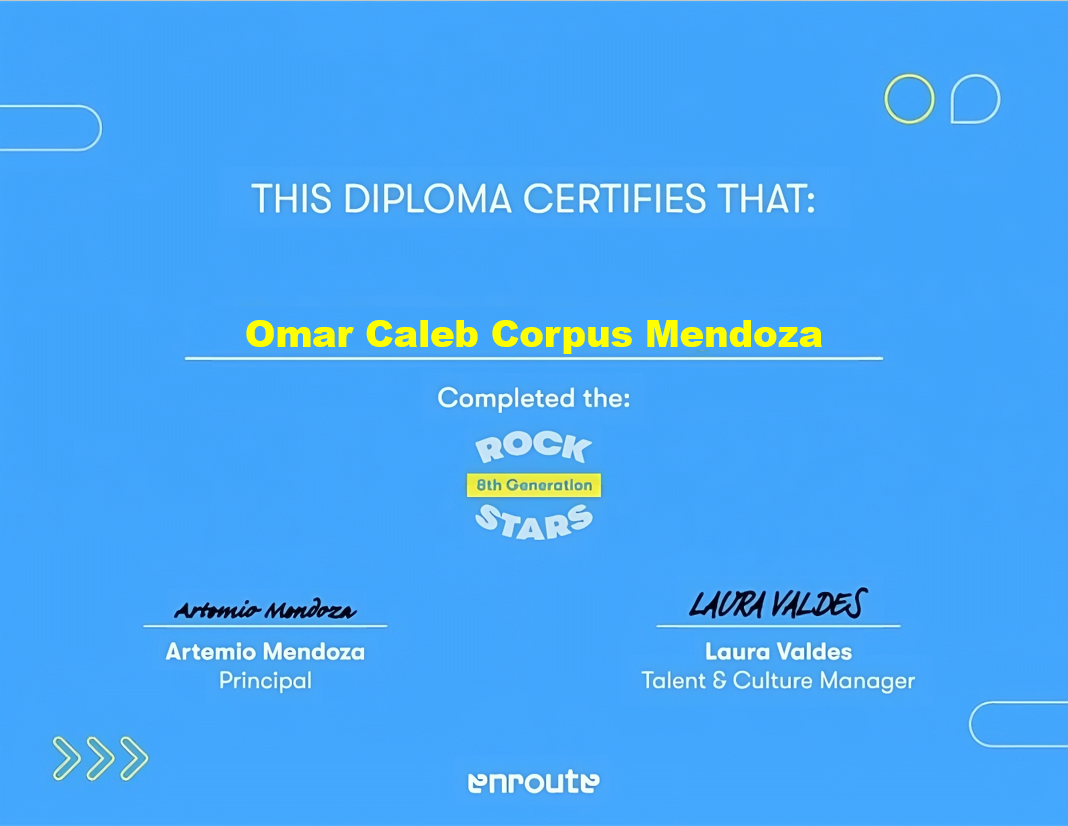 THIS DIPLOMA CERTIFIES THAT:
Omar Caleb Corpus Mendoza
Completed the:
ROCK
8th Generation
STARS
Artemio Mendoza
LAURA VALDES
Artemio Mendoza
Laura Valdes
Principal
Talent & Culture Manager
enroute